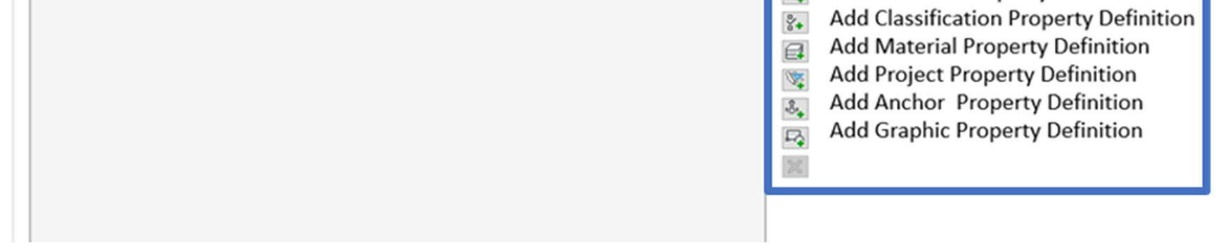 Add Classification Property Definition
Add Material Property Definition
Add Project Property Definition
Add Anchor  Property Definition
Add Graphic Property Definition